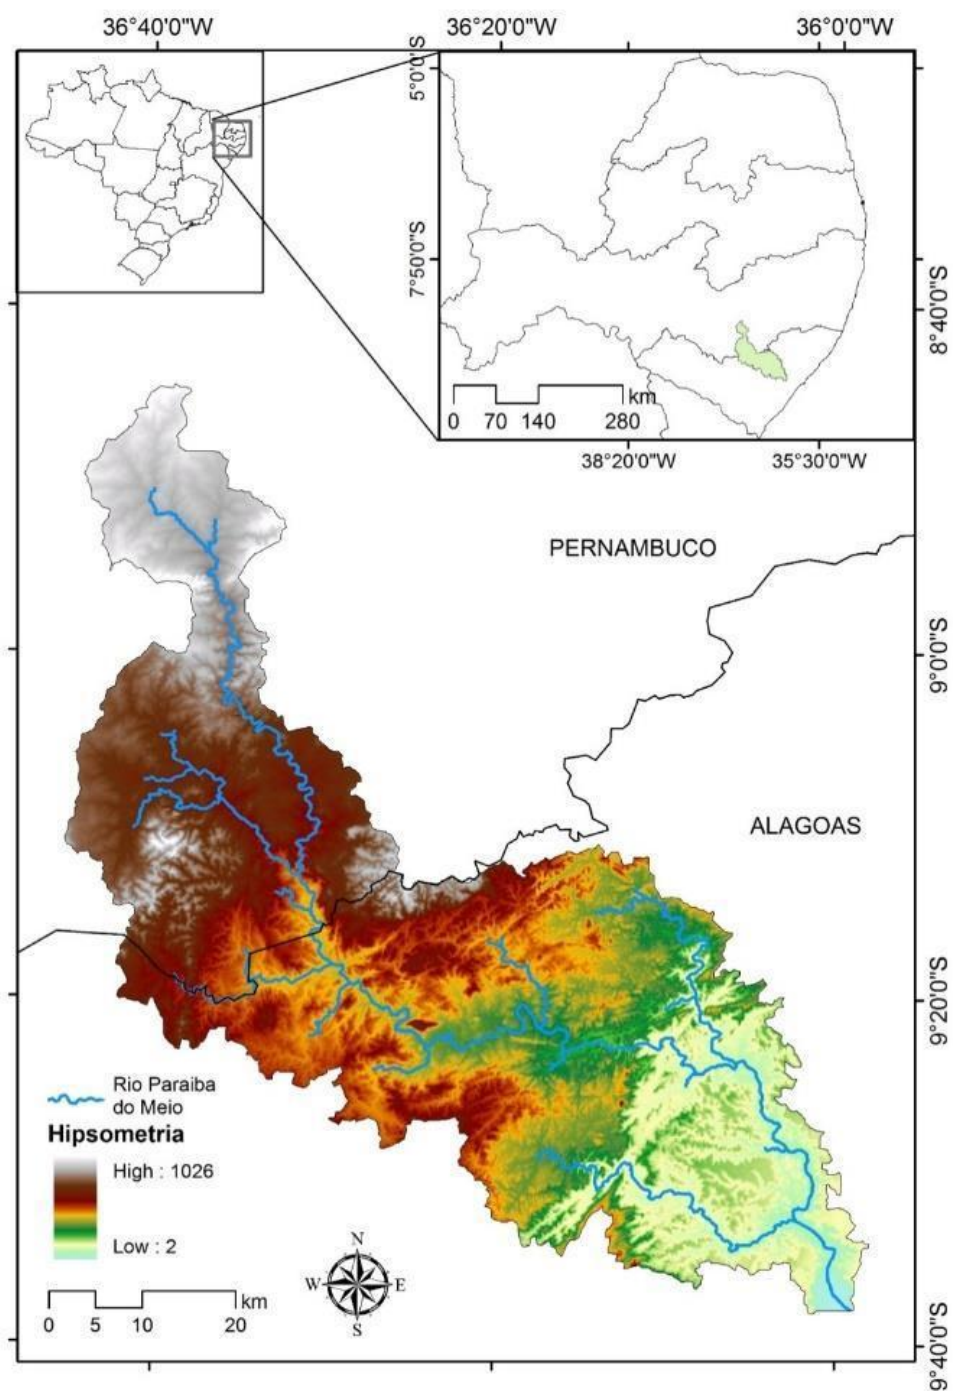 36°40'0"W
36°20'0"W
36°0'0"W
5°0'0"S
7°50'0"S
8°40'0"S
km
0 70 140 280
38°20'0"W
35°30'0"W
PERNAMBUCO
9°0'0"S
ALAGOAS
9°20'0"S
Rio Paraiba
do Meio
Hipsometria
High : 1026
Low : 2
N
W
E
S
km
0 5 10 20
9°40'0"S